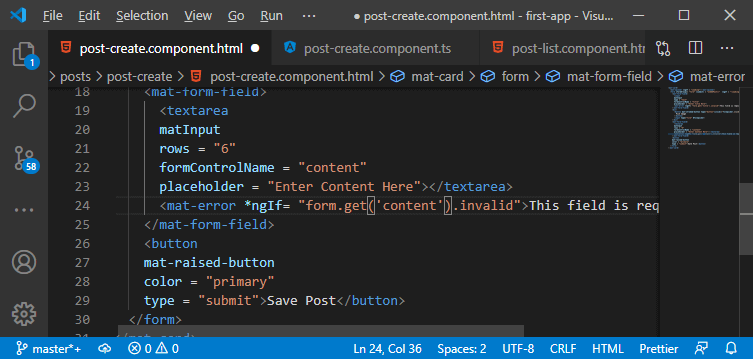 File Edit Selection View Go Run ··· ● post-create.component.html - first-app - Visu...
post-create.component.html ● post-create.component.ts post-list.component.htm
posts > post-create > post-create.component.html > mat-card > form > mat-form-field > mat-error
18 <mat-form-field>
19 <textarea
20 matInput
21 rows = "6"
22 formControlName = "content"
23 placeholder = "Enter Content Here"></textarea>
24 <mat-error *ngIf= "form.get('content').invalid">This field is req
25 </mat-form-field>
26 <button
27 mat-raised-button
28 color = "primary"
29 type = "submit">Save Post</button>
30 </form>
31 </mat-card>
1
58
master*+ 0 0 Ln 24, Col 36 Spaces: 2 UTF-8 CRLF HTML Prettier